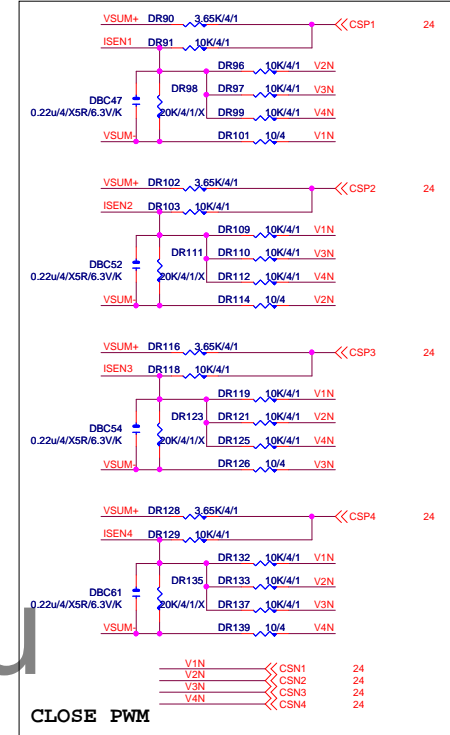 VSUM+ DR90 3.65K/4/1 CSP1 24
ISEN1 DR91 10K/4/1
DR96 10K/4/1 V2N
DR98 DR97 10K/4/1 V3N
DBC47
0.22u/4/X5R/6.3V/K 20K/4/1/X DR99 10K/4/1 V4N
VSUM- DR101 10/4 V1N
VSUM+ DR102 3.65K/4/1 CSP2 24
ISEN2 DR103 10K/4/1
DR109 10K/4/1 V1N
DR111 DR110 10K/4/1 V3N
DBC52
0.22u/4/X5R/6.3V/K 20K/4/1/X DR112 10K/4/1 V4N
VSUM- DR114 10/4 V2N
VSUM+ DR116 3.65K/4/1 CSP3 24
ISEN3 DR118 10K/4/1
DR119 10K/4/1 V1N
DR123 DR121 10K/4/1 V2N
DBC54
0.22u/4/X5R/6.3V/K 20K/4/1/X DR125 10K/4/1 V4N
VSUM- DR126 10/4 V3N
VSUM+ DR128 3.65K/4/1 CSP4 24
ISEN4 DR129 10K/4/1
DR132 10K/4/1 V1N
DR135 DR133 10K/4/1 V2N
DBC61
0.22u/4/X5R/6.3V/K 20K/4/1/X DR137 10K/4/1 V3N
VSUM- DR139 10/4 V4N
V1N CSN1 24
V2N CSN2 24
V3N CSN3 24
V4N CSN4 24
CLOSE PWM